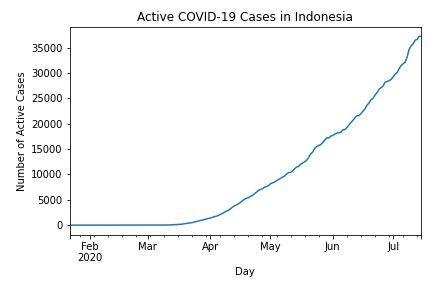 Active COVID-19 Cases in Indonesia
Number of Active Cases
35000
30000
25000
20000
15000
10000
5000
0
Feb Mar Apr May Jun Jul
2020
Day